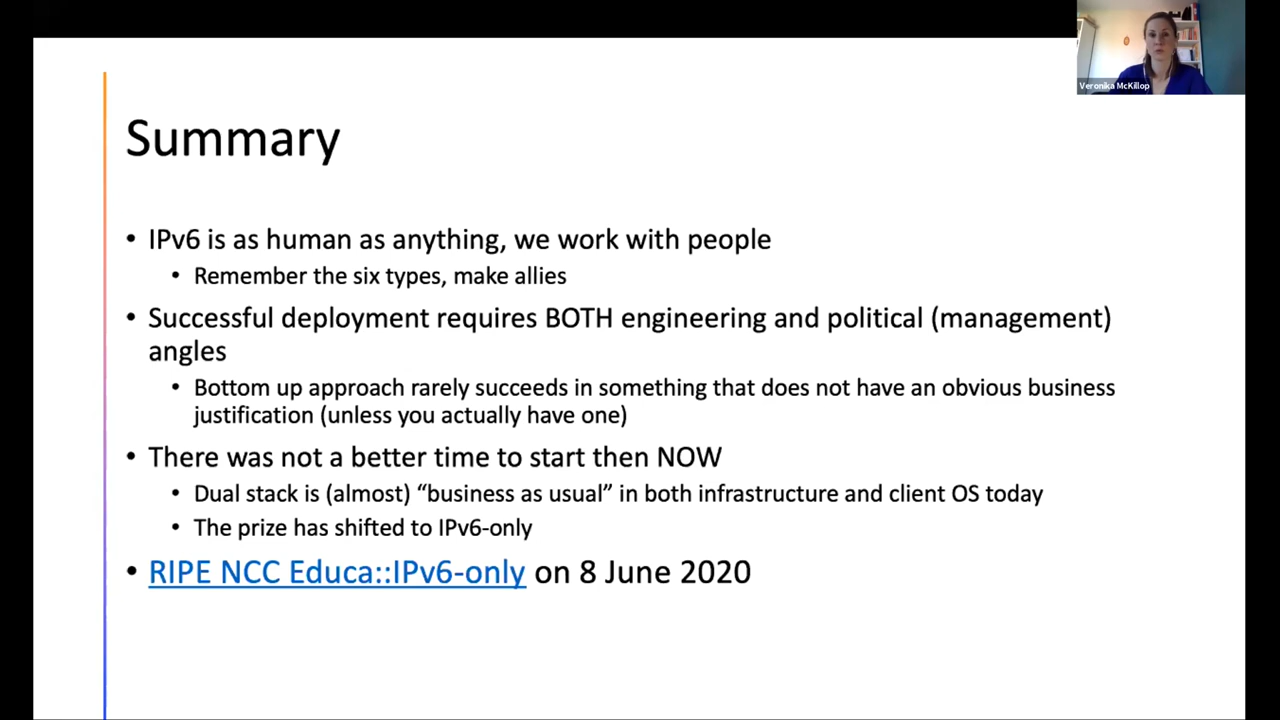 Veronika McKillop
Summary
• IPv6 is as human as anything, we work with people
• Remember the six types, make allies
• Successful deployment requires BOTH engineering and political (management)
angles
• Bottom up approach rarely succeeds in something that does not have an obvious business
justification (unless you actually have one)
• There was not a better time to start then NOW
• Dual stack is (almost) “business as usual” in both infrastructure and client OS today
• The prize has shifted to IPv6-only
• RIPE NCC Educa::IPv6-only on 8 June 2020